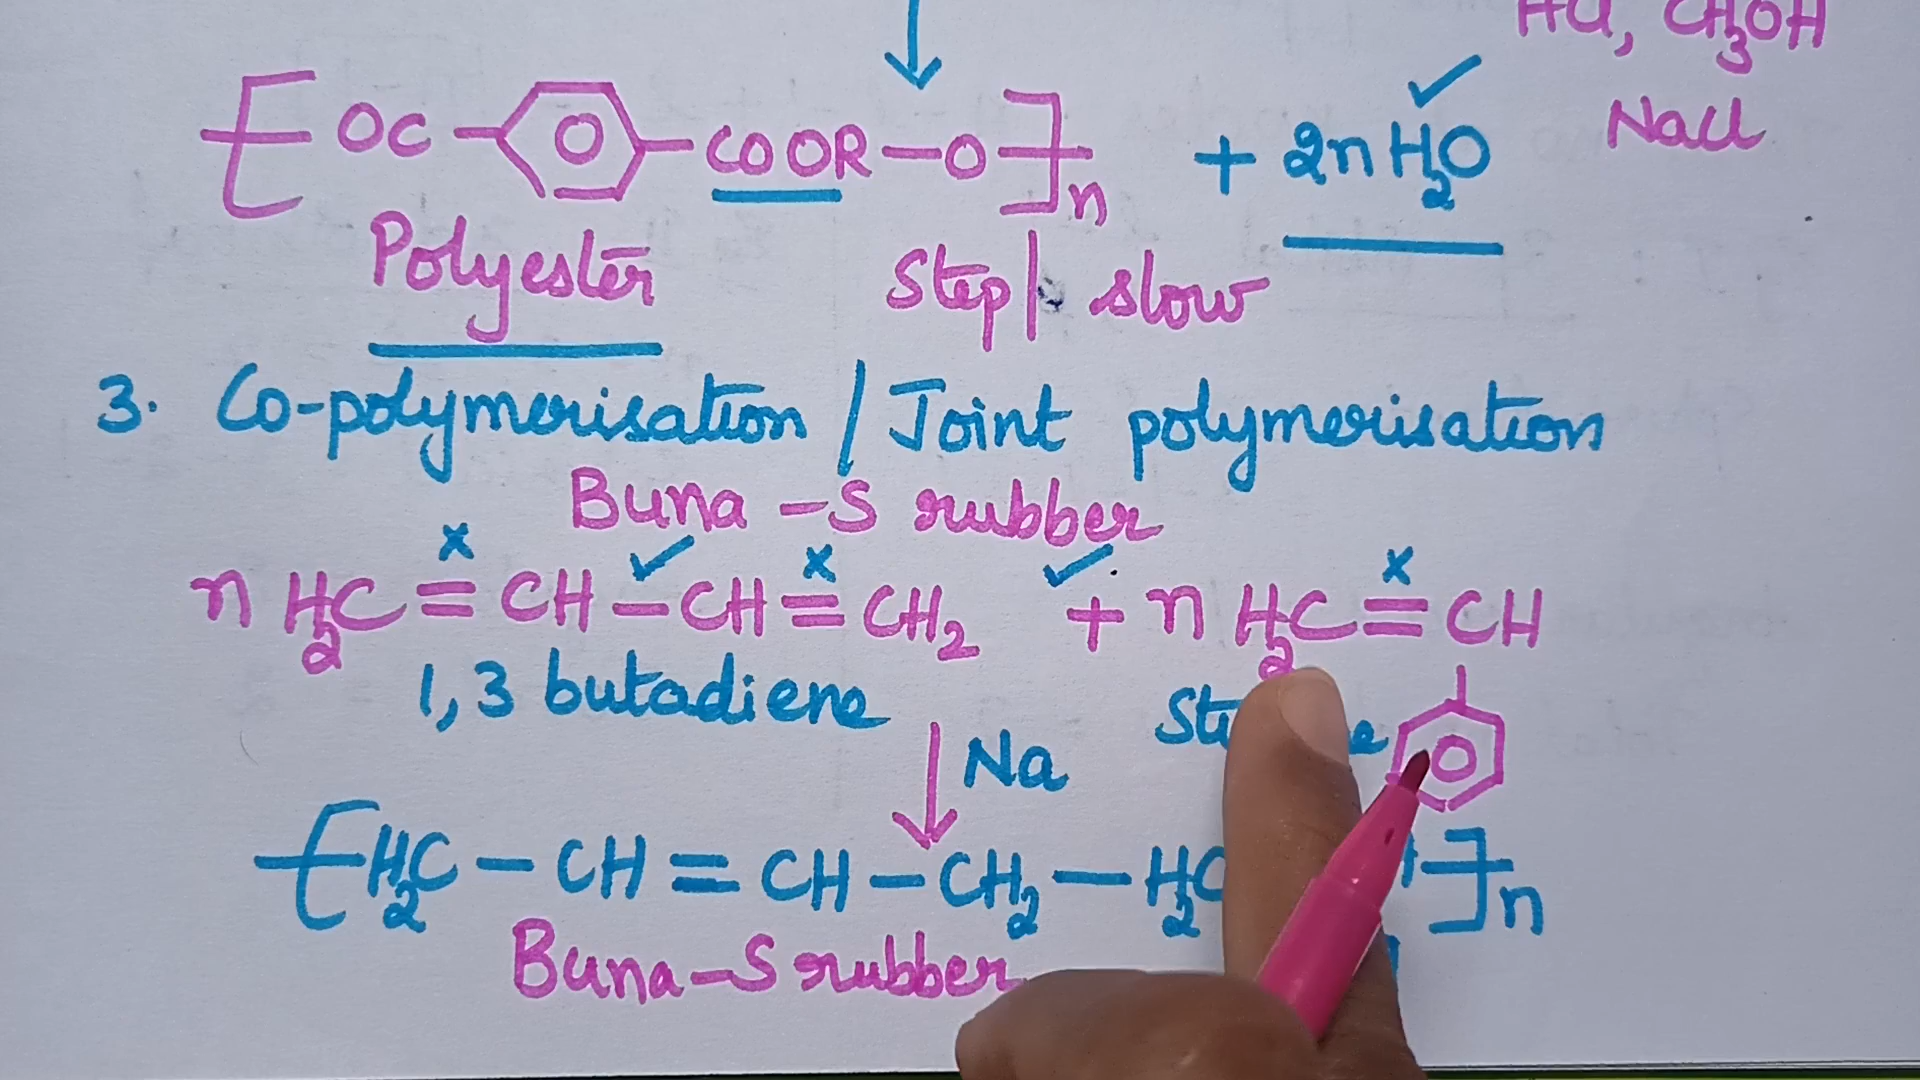 HCl, CH3OH
NaCl
[ OC - O - COOR - O ]n + 2n H2O
Polyester Step | slow
3. Co-polymerisation / Joint polymerisation
Buna - S rubber
n H2C = CH - CH = CH2 + n H2C = CH
1,3 butadiene
Na
[ H2C - CH = CH - CH2 - H2C ]n
Buna-S rubber